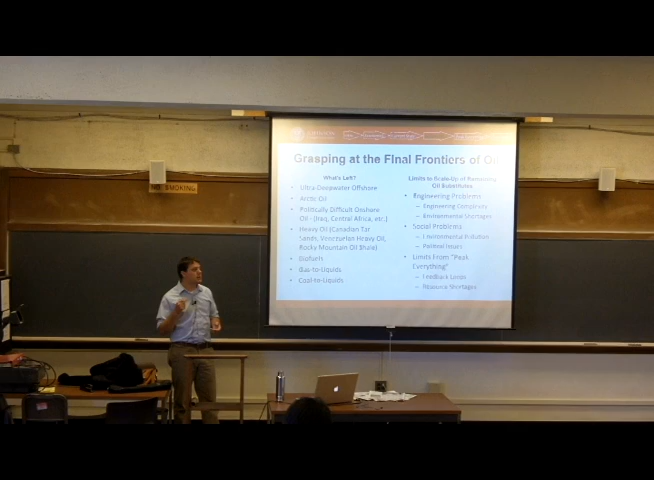 NO SMOKING
Grasping at the Final Frontiers of
What's Left?
• Ultra-Deepwater Offshore
• Arctic Oil
• Politically Difficult Onshore
Oil - (Iraq, Central Africa, etc.)
• Heavy Oil (Canadian Tar
Sands, Venezuelan Heavy Oil,
Rocky Mountain Oil Shale)
• Biofuels
• Gas-to-Liquids
• Coal-to-Liquids
Limits to Scale-Up of Remaining
Oil Substitutes
• Engineering Problems
– Engineering Complexity
– Environmental Shortages
• Social Problems
– Environmental Pollution
– Political Issues
• Limits From "Peak
Everything"
– Feedback Loops
– Resource Shortages